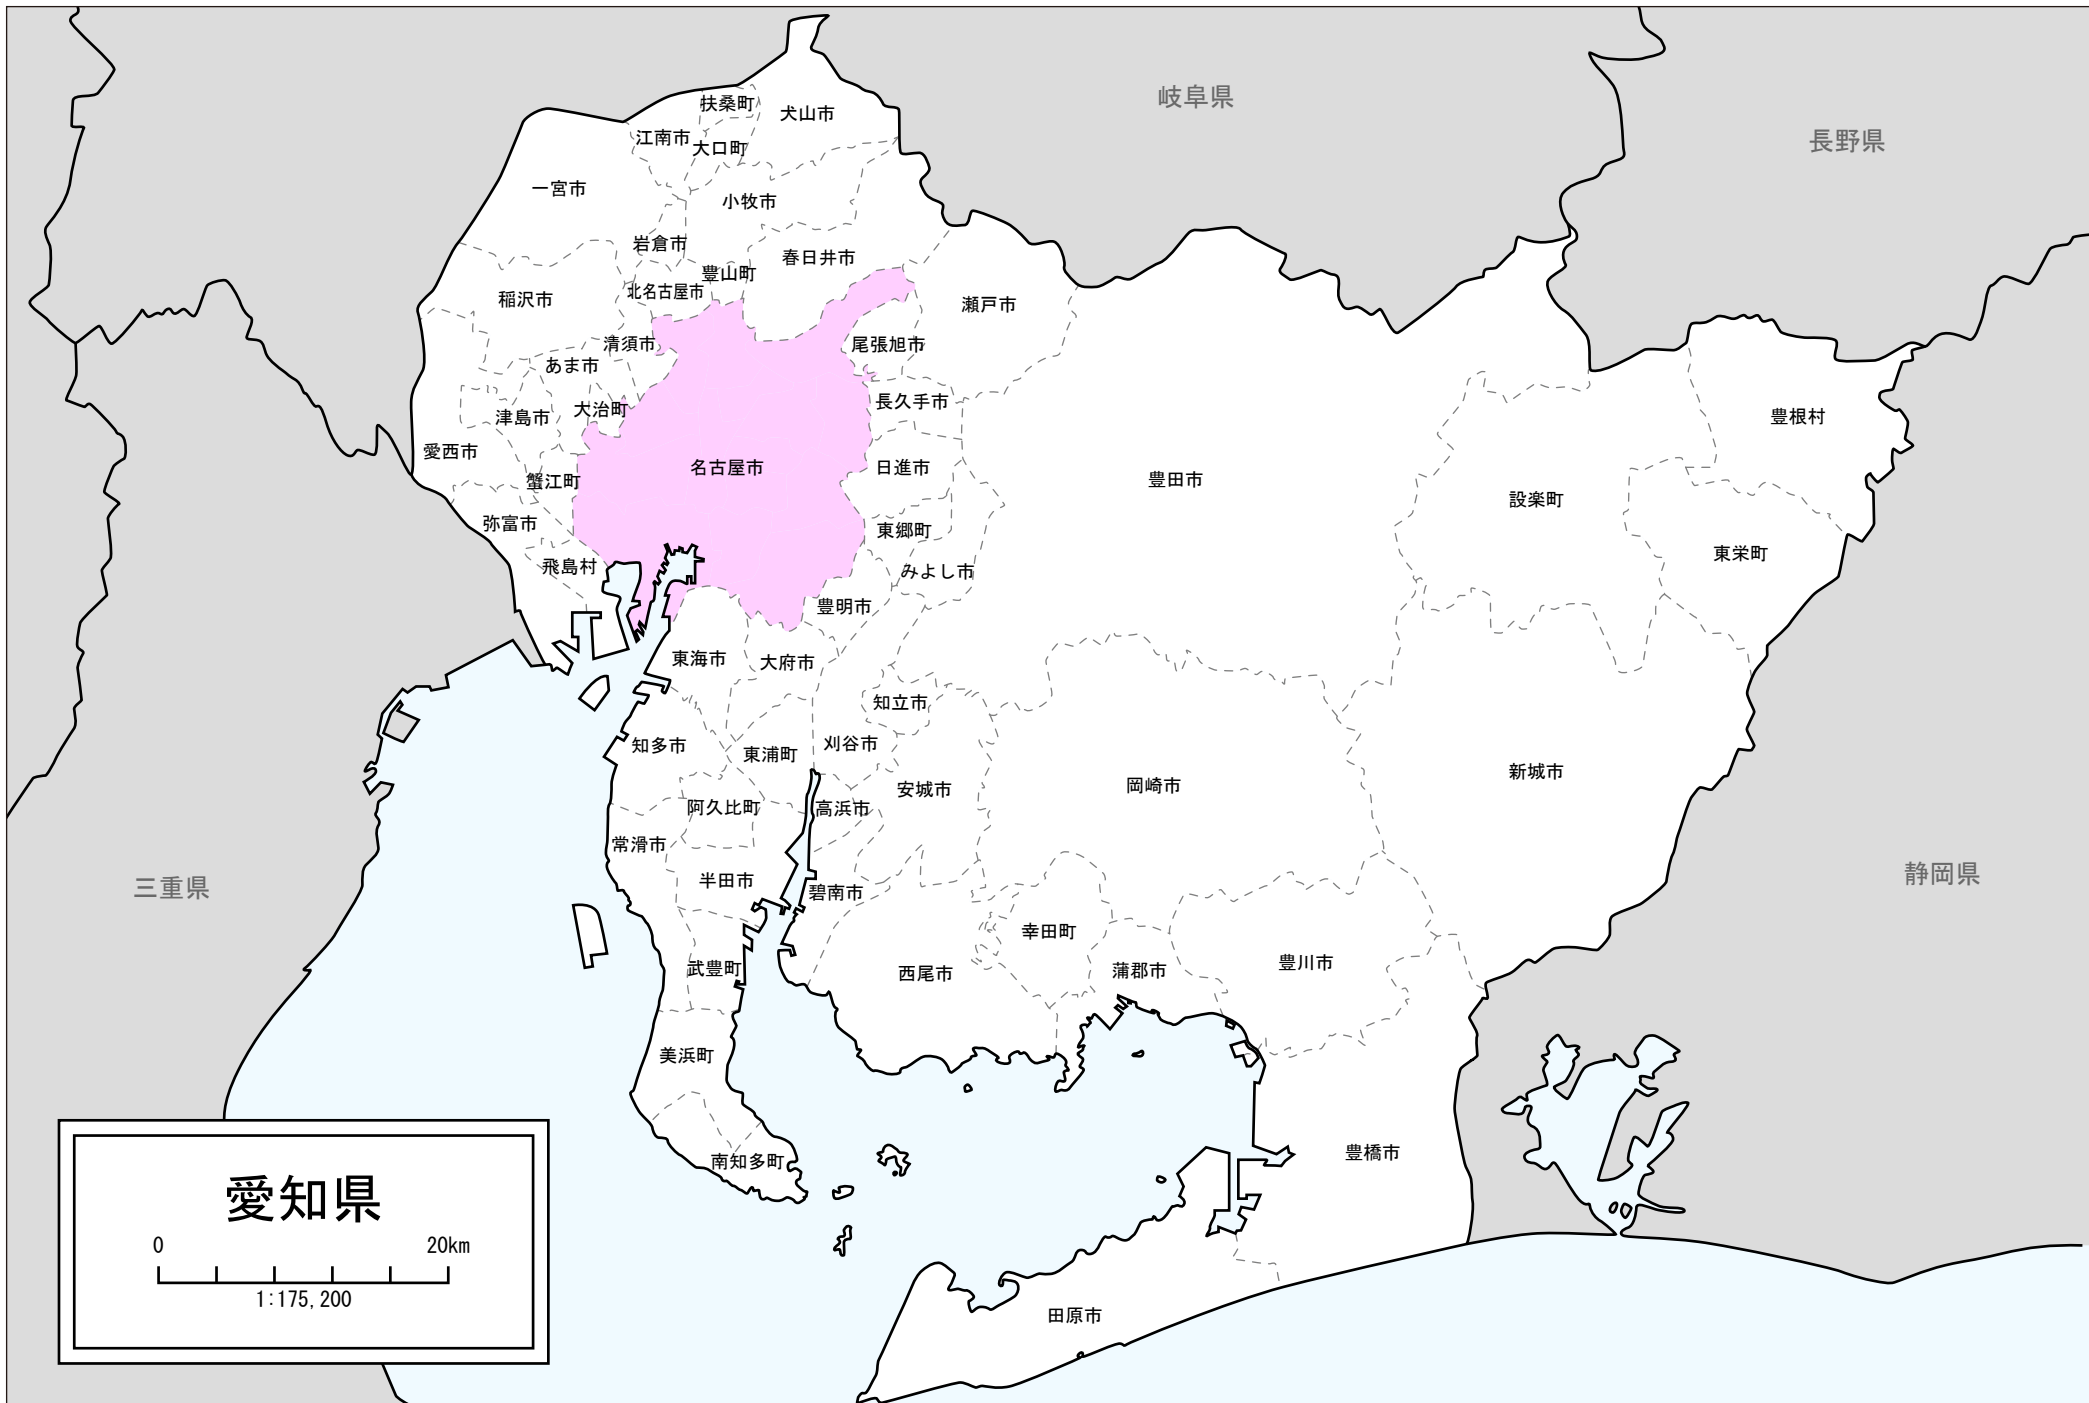 岐阜県
長野県
扶桑町
犬山市
江南市
大口町
一宮市
小牧市
岩倉市
春日井市
豊山町
北名古屋市
稲沢市
瀬戸市
清須市
尾張旭市
あま市
長久手市
大治町
津島市
豊根村
愛西市
名古屋市
日進市
豊田市
蟹江町
設楽町
弥富市
東郷町
東栄町
飛島村
みよし市
豊明市
東海市
大府市
知立市
知多市
東浦町
刈谷市
新城市
岡崎市
安城市
阿久比町
高浜市
常滑市
半田市
碧南市
三重県
静岡県
幸田町
豊川市
武豊町
西尾市
蒲郡市
美浜町
豊橋市
南知多町
田原市
愛知県
0 20km
1:175,200